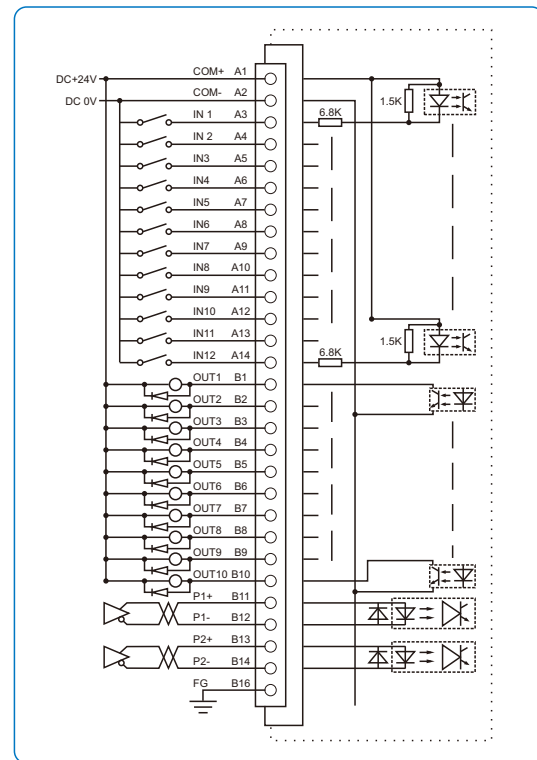 DC+24V COM+ A1
DC 0V COM- A2
IN 1 A3 6.8K 1.5K
IN 2 A4
IN3 A5
IN4 A6
IN5 A7
IN6 A8
IN7 A9
IN8 A10
IN9 A11
IN10 A12
IN11 A13 1.5K
IN12 A14 6.8K
OUT1 B1
OUT2 B2
OUT3 B3
OUT4 B4
OUT5 B5
OUT6 B6
OUT7 B7
OUT8 B8
OUT9 B9
OUT10 B10
P1+ B11
P1- B12
P2+ B13
P2- B14
FG B16